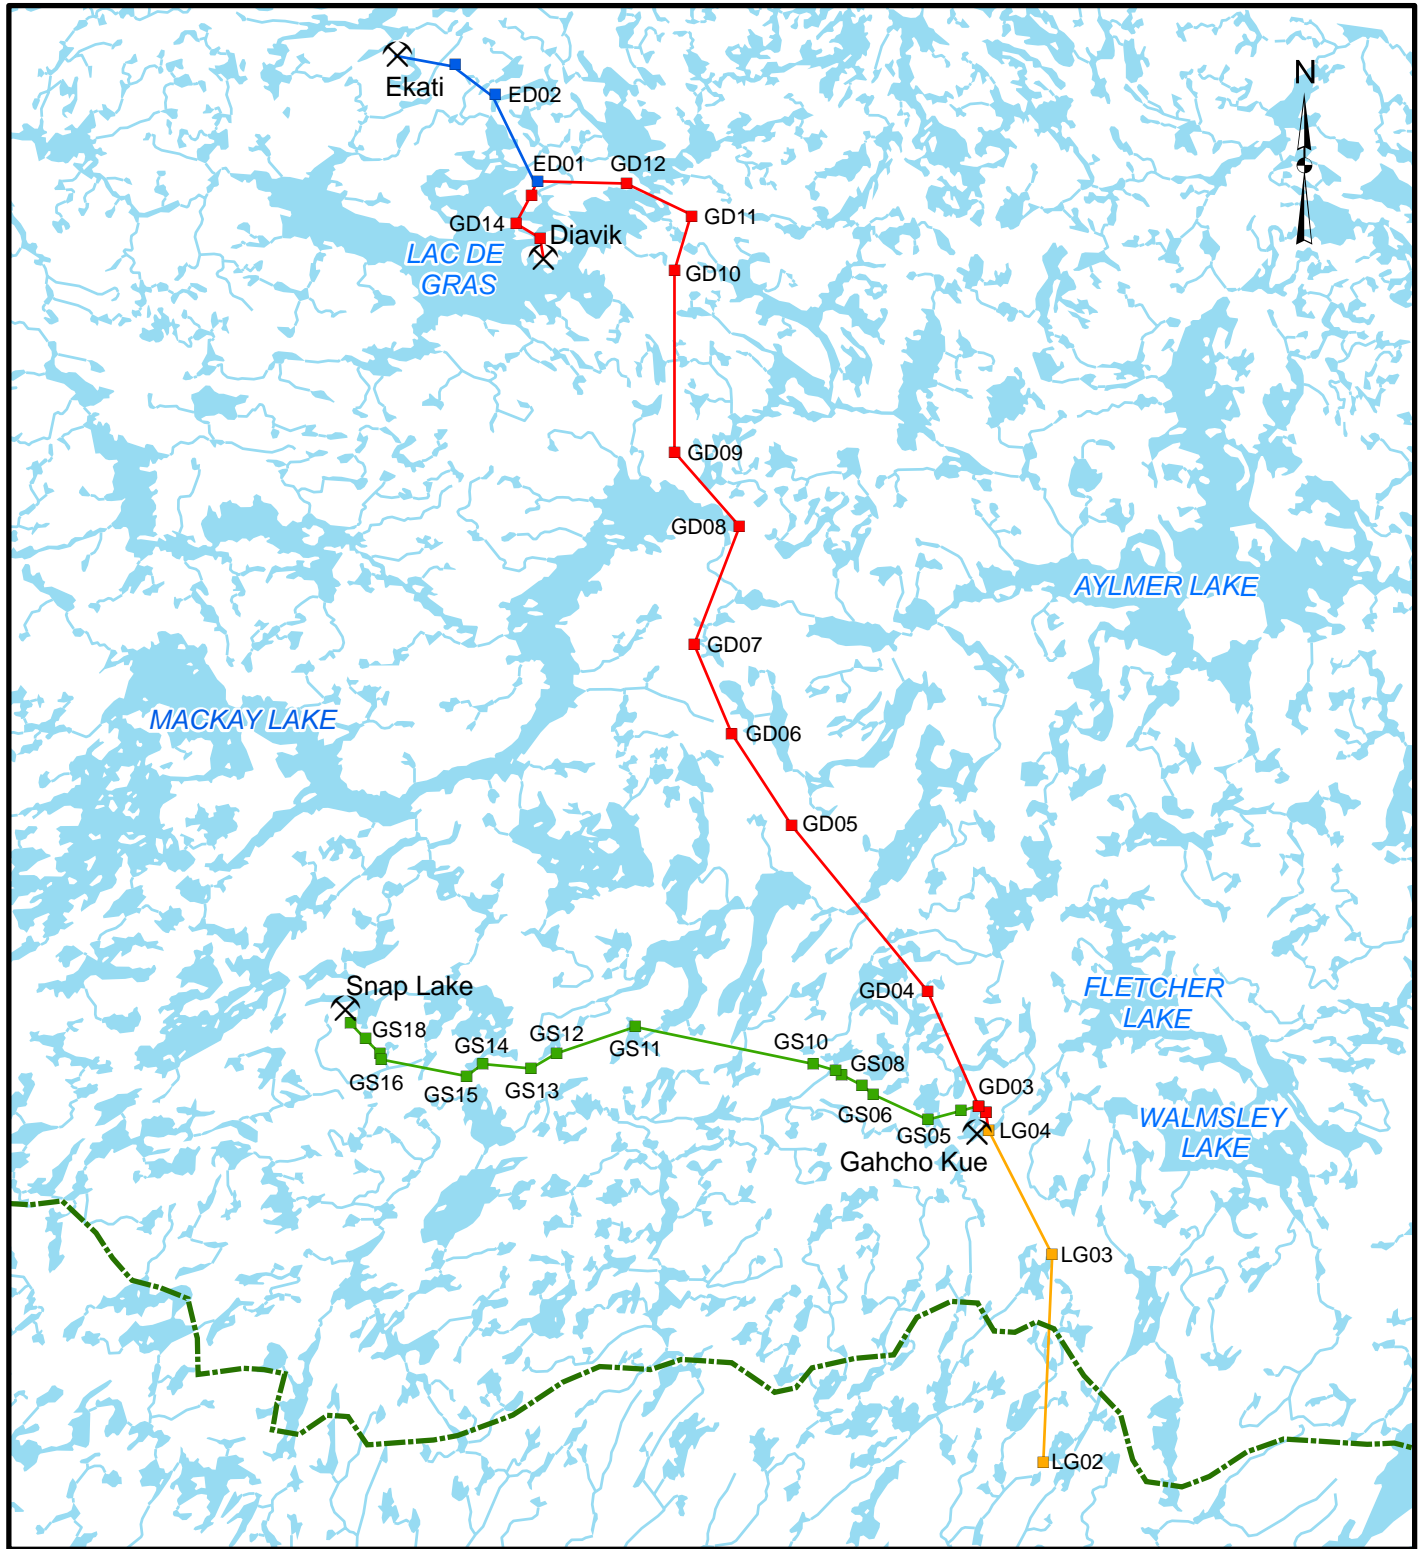 N
Ekati
ED02
ED01
GD12
GD11
GD14
Diavik
LAC DE
GRAS
GD10
GD09
GD08
AYLMER LAKE
GD07
MACKAY LAKE
GD06
GD05
Snap Lake
GD04
FLETCHER
LAKE
GS18
GS12
GS14
GS11
GS10
GS08
GS16
GS15
GS13
GD03
GS06
GS05
LG04
WALMSLEY
LAKE
Gahcho Kue
LG03
LG02